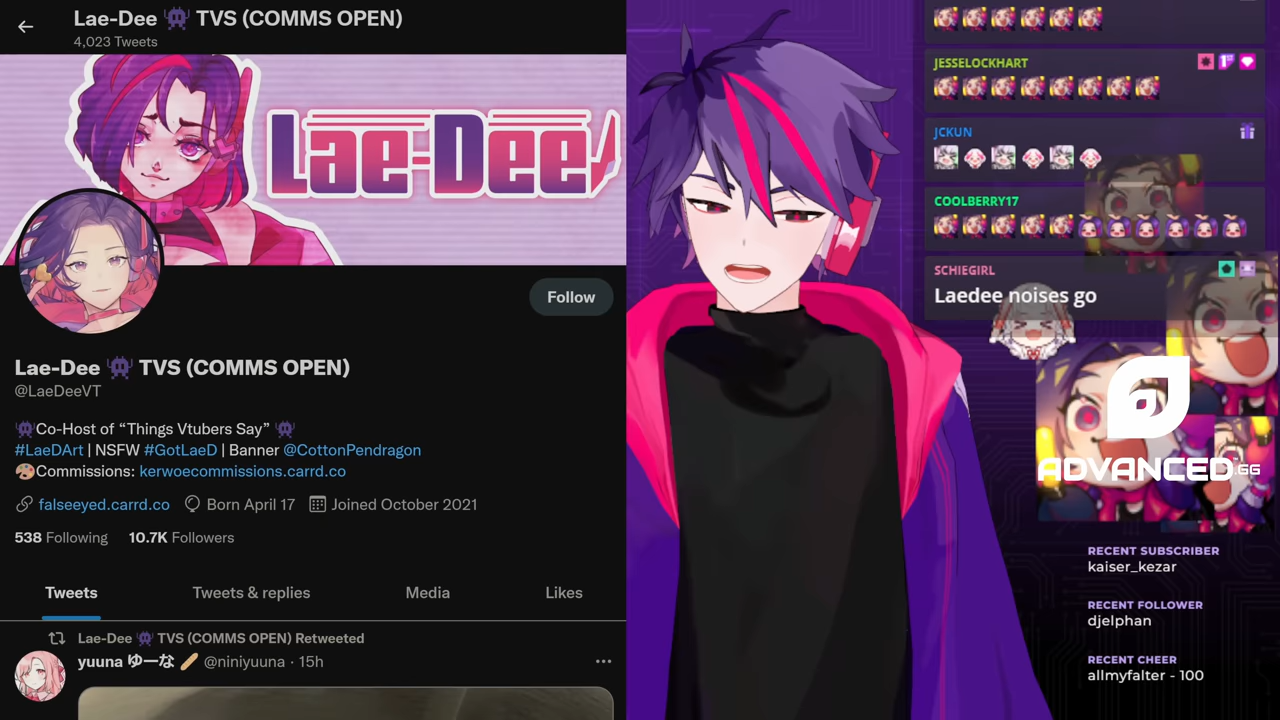 Lae-Dee 👾 TVS (COMMS OPEN)
4,023 Tweets
Lae-Dee
Follow
Lae-Dee 👾 TVS (COMMS OPEN)
@LaeDeeVT
👾Co-Host of “Things Vtubers Say” 👾
#LaeDArt | NSFW #GotLaeD | Banner @CottonPendragon
🎨Commissions: kerwoecommissions.carrd.co
falseeyed.carrd.co Born April 17 Joined October 2021
538 Following 10.7K Followers
Tweets Tweets & replies Media Likes
Lae-Dee 👾 TVS (COMMS OPEN) Retweeted
yuuna ゆーな 🥖 @niniyuuna · 15h
JESSELOCKHART
JCKUN
COOLBERRY17
SCHIEGIRL
Laedee noises go
ADVANCED.GG
RECENT SUBSCRIBER
kaiser_kezar
RECENT FOLLOWER
djelphan
RECENT CHEER
allmyfalter - 100